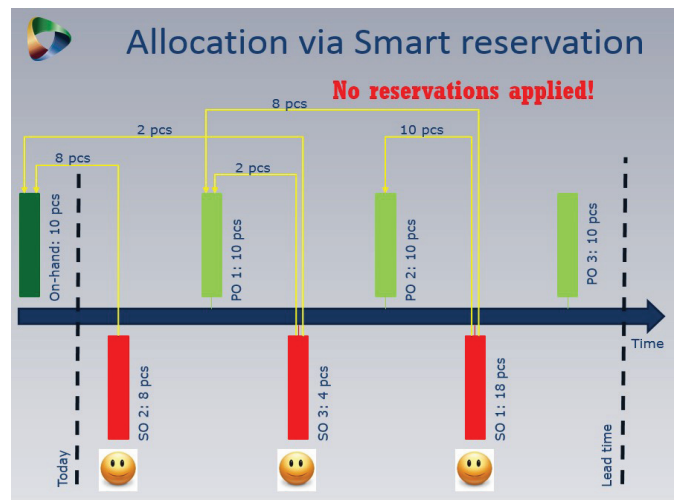 Allocation via Smart reservation
No reservations applied!
8 pcs
2 pcs
10 pcs
8 pcs
2 pcs
On-hand: 10 pcs
PO 1: 10 pcs
PO 2: 10 pcs
PO 3: 10 pcs
Time
SO 2: 8 pcs
SO 3: 4 pcs
SO 1: 18 pcs
Today
Lead time